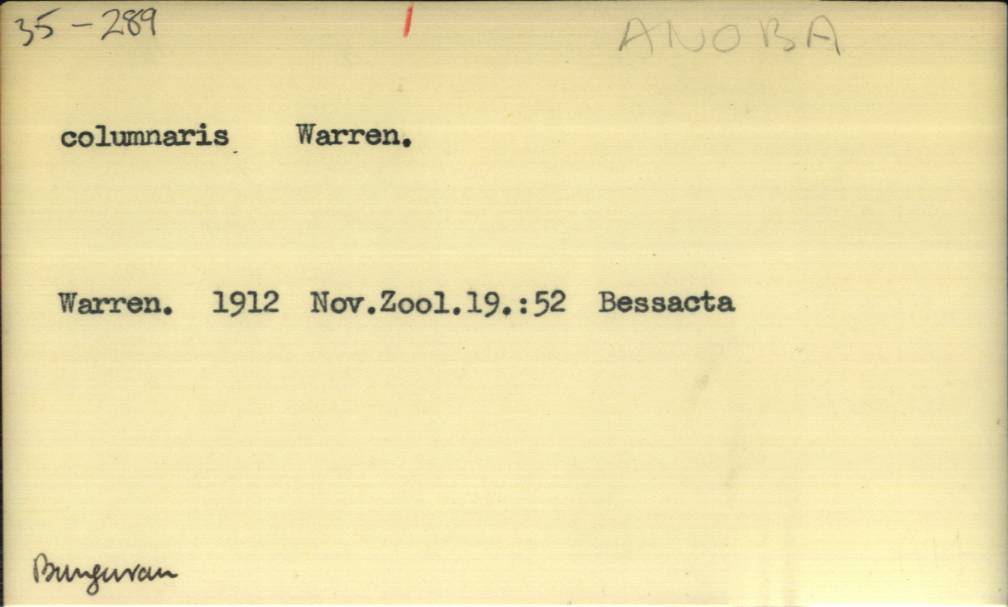 35-289 ANOBA
columnaris Warren.
Warren. 1912 Nov.Zool.19.:52 Bessacta
Bunguran